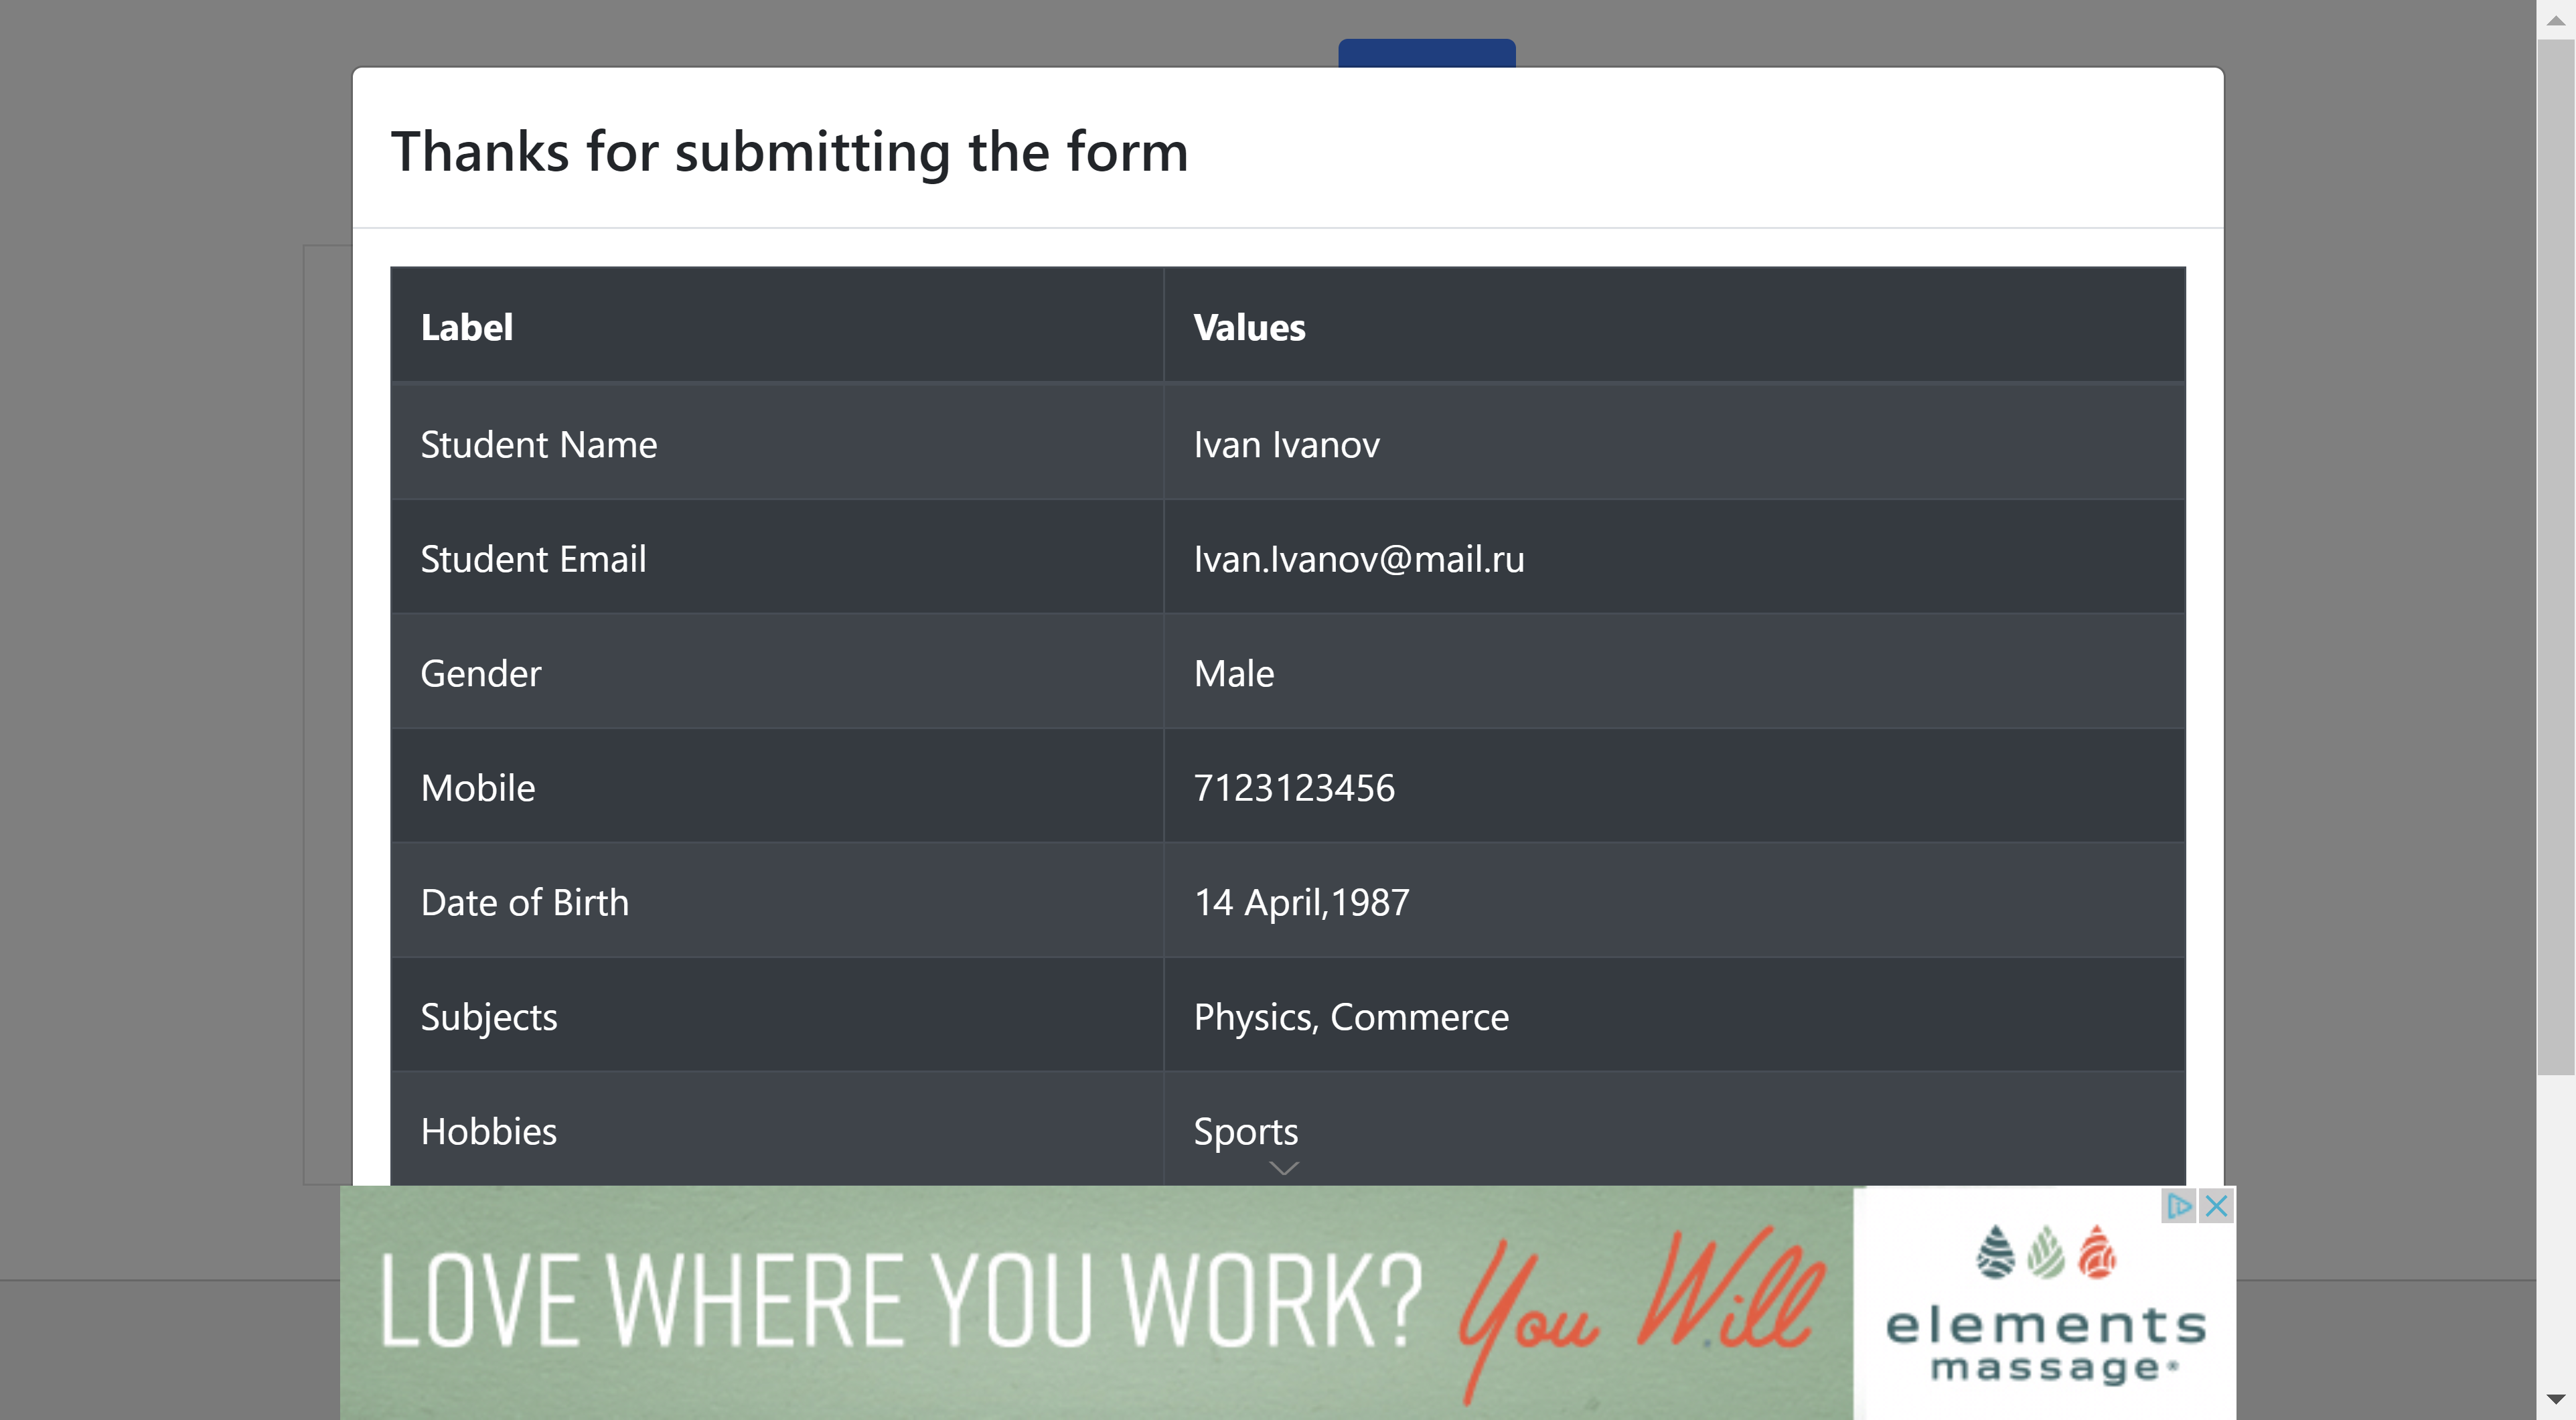 Thanks for submitting the form
Label Values
Student Name Ivan Ivanov
Student Email Ivan.Ivanov@mail.ru
Gender Male
Mobile 7123123456
Date of Birth 14 April,1987
Subjects Physics, Commerce
Hobbies Sports
LOVE WHERE YOU WORK? You Will
elements
massage®